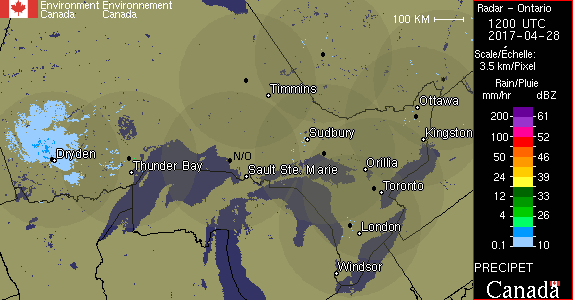 Environment Environnement
Canada Canada
100 KM
Timmins
Ottawa
Sudbury
Kingston
Dryden
N/O
Thunder Bay
Sault Ste. Marie
Orillia
Toronto
London
Windsor
Radar - Ontario
1200 UTC
2017-04-28
Scale/Échelle:
3.5 km/Pixel
Rain/Pluie
mm/hr dBZ
200 61
100 52
50 46
24 39
12 33
4 26
0.1 10
PRECIPET
Canada